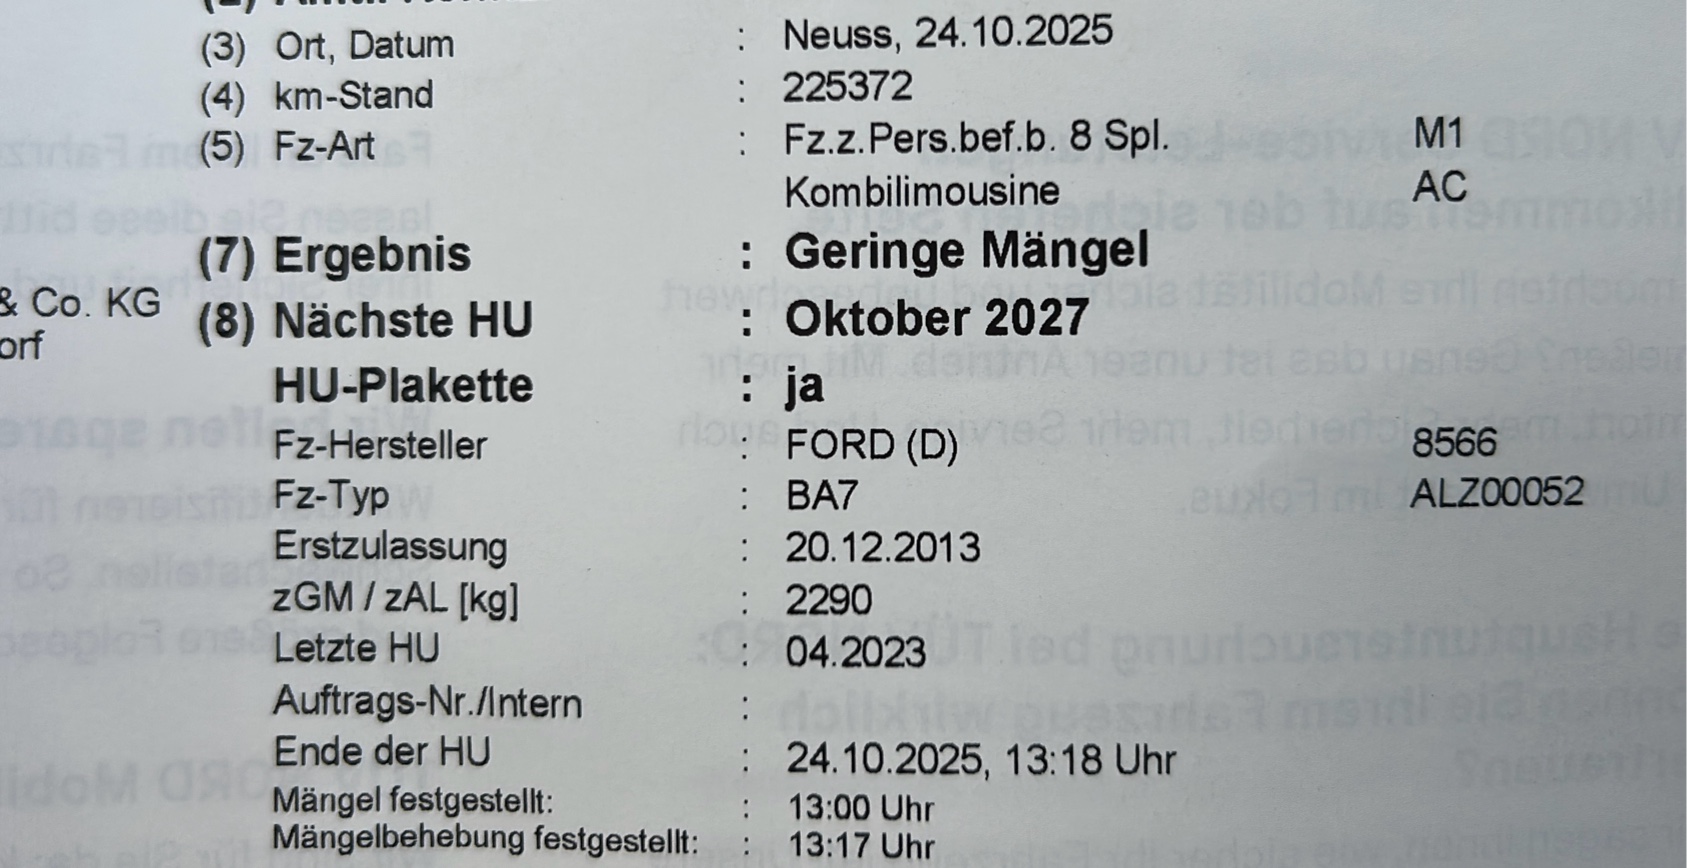 (3) Ort, Datum : Neuss, 24.10.2025
(4) km-Stand : 225372
(5) Fz-Art : Fz.z.Pers.bef.b. 8 Spl. M1
Kombilimousine AC
(7) Ergebnis : Geringe Mängel
& Co. KG
(8) Nächste HU : Oktober 2027
orf
HU-Plakette : ja
Fz-Hersteller : FORD (D) 8566
Fz-Typ : BA7 ALZ00052
Erstzulassung : 20.12.2013
zGM / zAL [kg] : 2290
Letzte HU : 04.2023
Auftrags-Nr./Intern :
Ende der HU : 24.10.2025, 13:18 Uhr
Mängel festgestellt: : 13:00 Uhr
Mängelbehebung festgestellt: : 13:17 Uhr